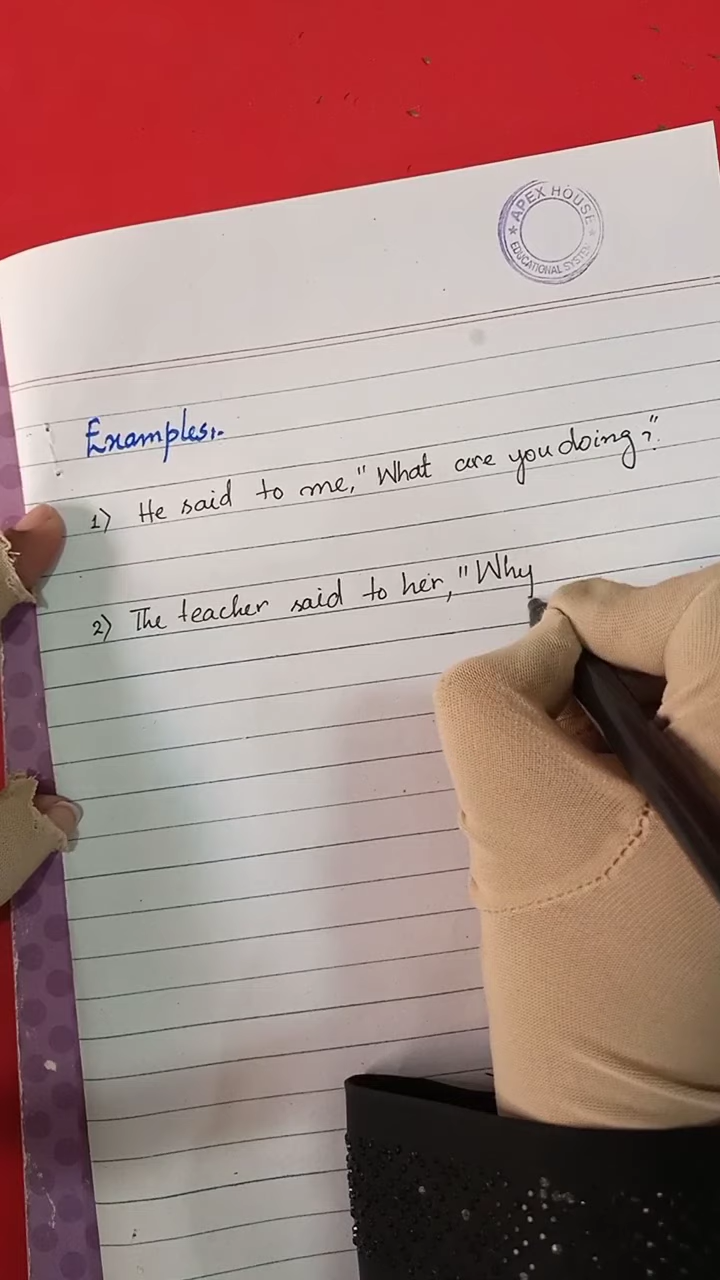 ★ APEX HOUSE ★
EDUCATIONAL SYSTEM
Examples:-
1) He said to me, "What are you doing?"
2) The teacher said to her, "Why